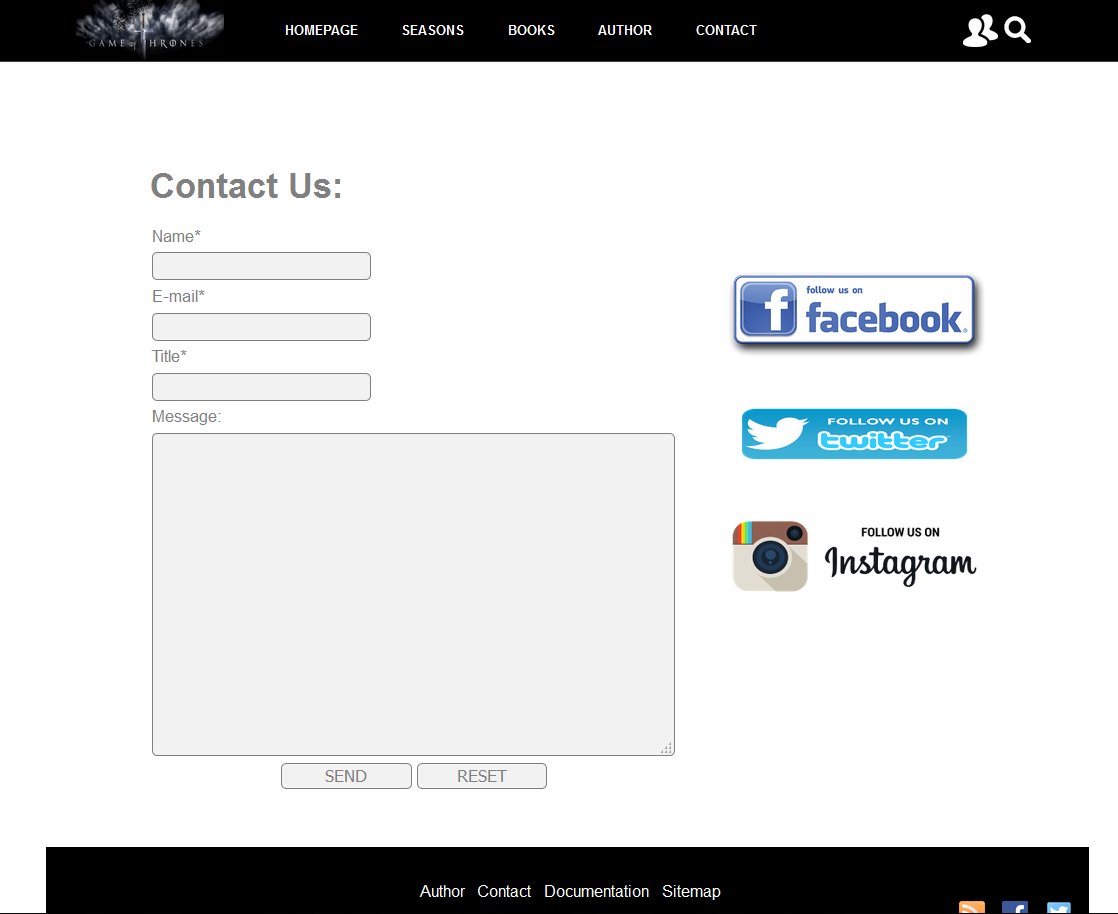 GAME of THRONES
HOMEPAGE SEASONS BOOKS AUTHOR CONTACT
Contact Us:
Name*
E-mail*
Title*
Message:
SEND RESET
follow us on
facebook®
FOLLOW US ON
twitter
FOLLOW US ON
Instagram
Author Contact Documentation Sitemap